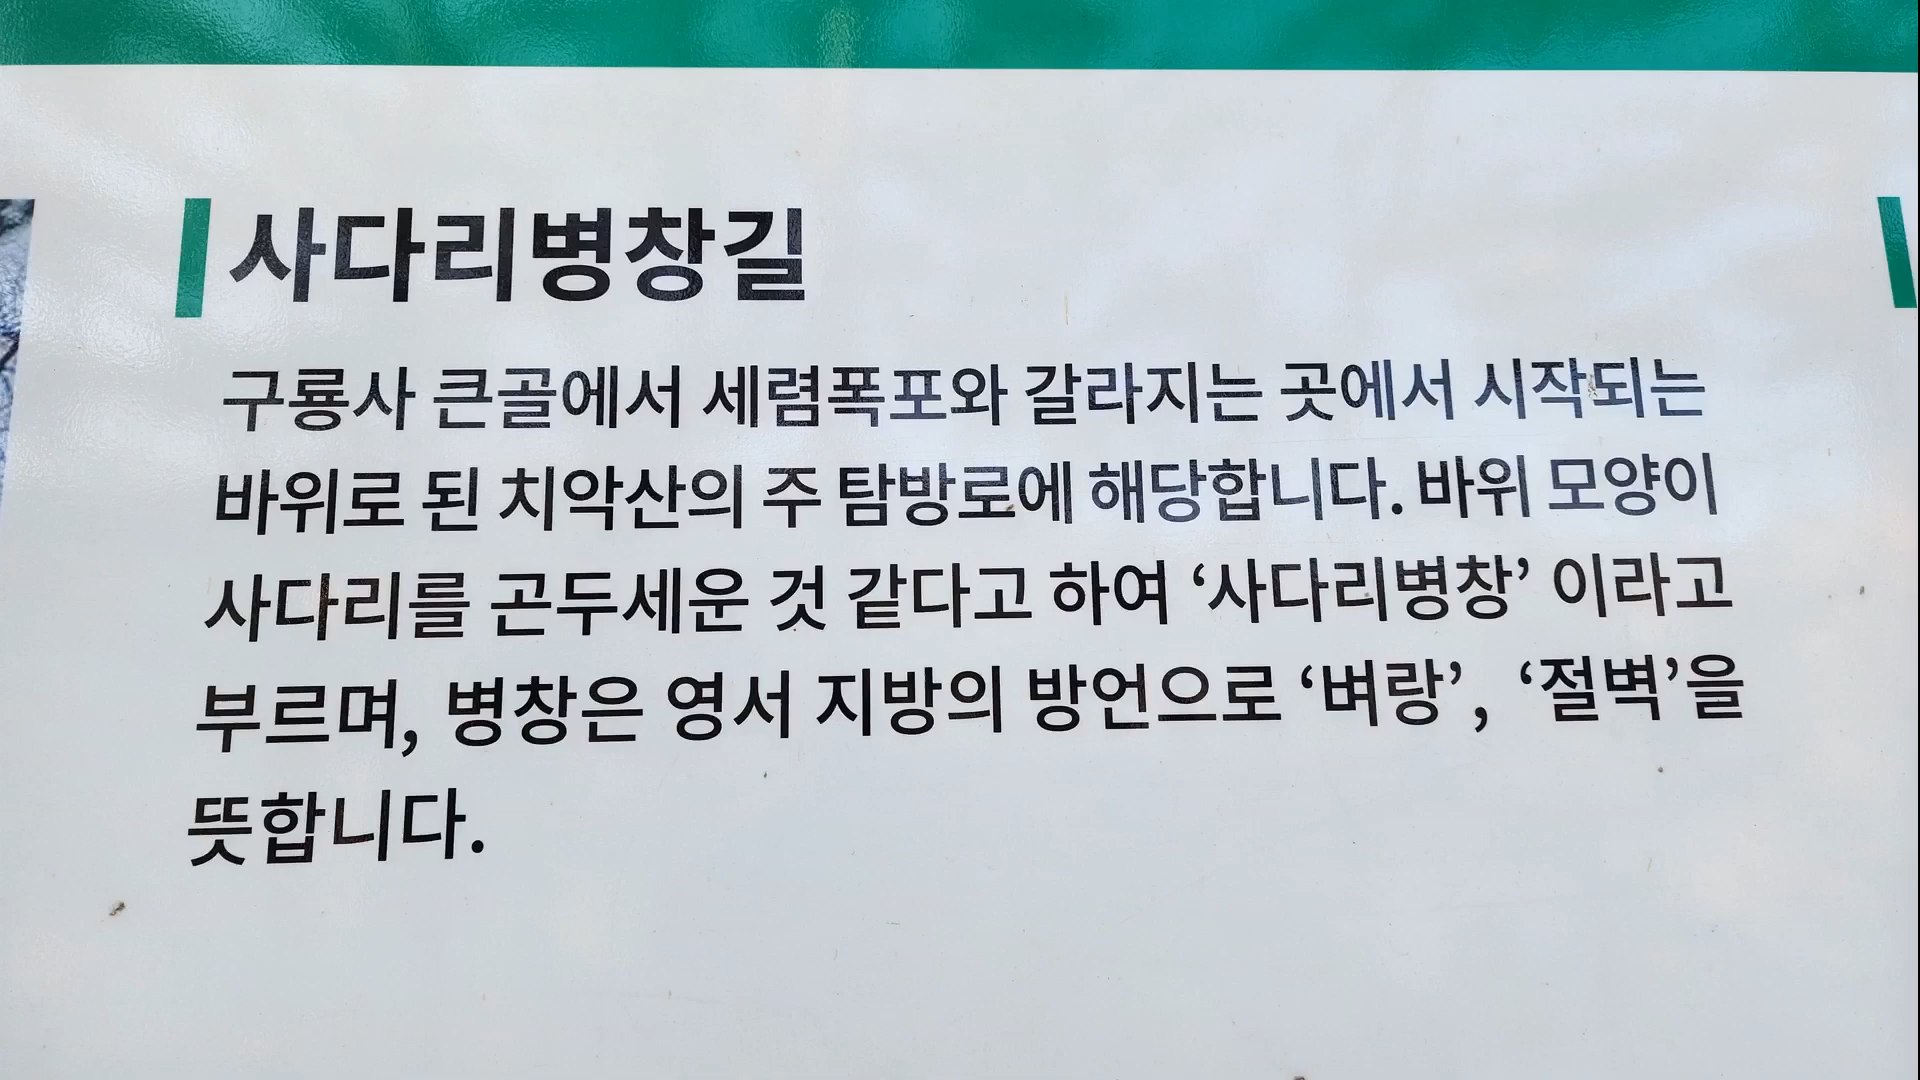 사다리병창길
구룡사 큰골에서 세렴폭포와 갈라지는 곳에서 시작되는
바위로 된 치악산의 주 탐방로에 해당합니다. 바위 모양이
사다리를 곤두세운 것 같다고 하여 ‘사다리병창’ 이라고
부르며, 병창은 영서 지방의 방언으로 ‘벼랑’, ‘절벽’을
뜻합니다.